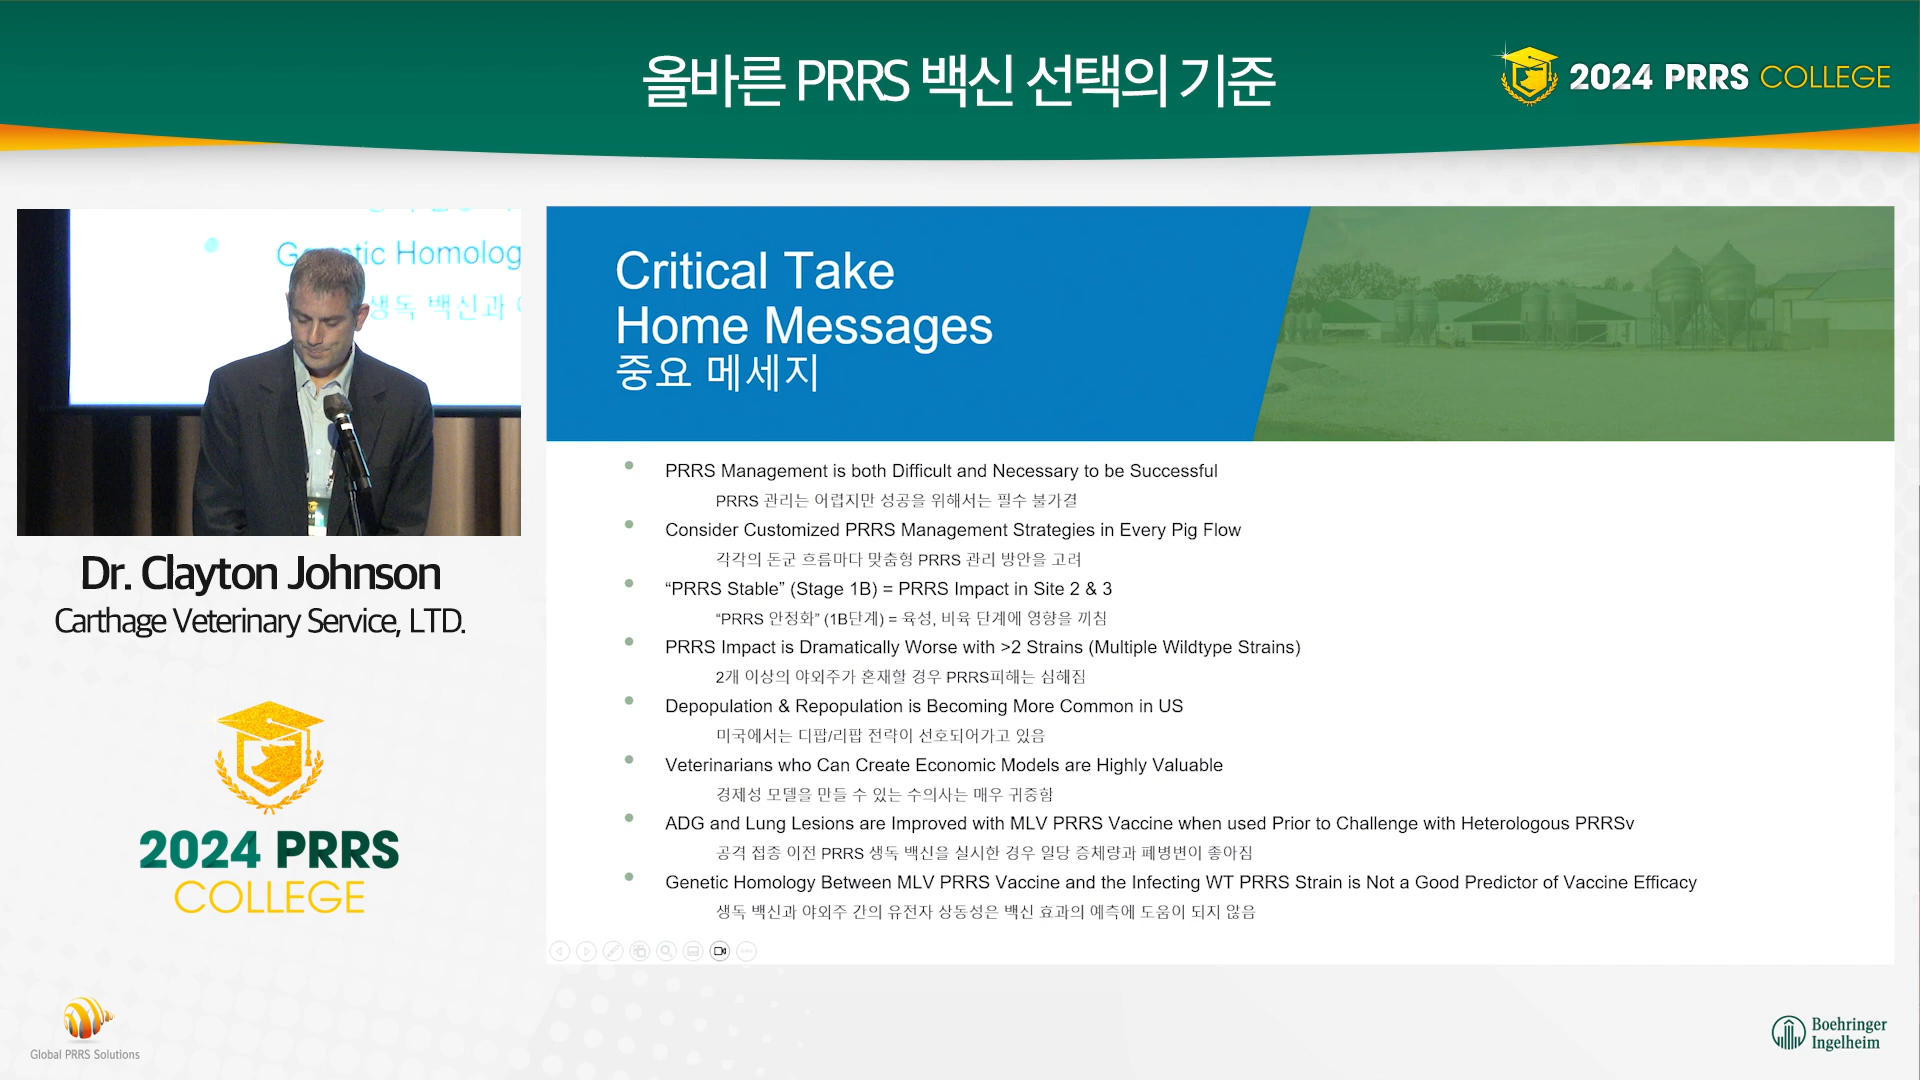 올바른 PRRS 백신 선택의 기준
2024 PRRS COLLEGE
Genetic Homolog
생독 백신과
Dr. Clayton Johnson
Carthage Veterinary Service, LTD.
2024 PRRS
COLLEGE
Global PRRS Solutions
Critical Take
Home Messages
중요 메세지
PRRS Management is both Difficult and Necessary to be Successful
PRRS 관리는 어렵지만 성공을 위해서는 필수 불가결
Consider Customized PRRS Management Strategies in Every Pig Flow
각각의 돈군 흐름마다 맞춤형 PRRS 관리 방안을 고려
“PRRS Stable” (Stage 1B) = PRRS Impact in Site 2 & 3
“PRRS 안정화” (1B단계) = 육성, 비육 단계에 영향을 끼침
PRRS Impact is Dramatically Worse with >2 Strains (Multiple Wildtype Strains)
2개 이상의 야외주가 혼재할 경우 PRRS피해는 심해짐
Depopulation & Repopulation is Becoming More Common in US
미국에서는 디팝/리팝 전략이 선호되어가고 있음
Veterinarians who Can Create Economic Models are Highly Valuable
경제성 모델을 만들 수 있는 수의사는 매우 귀중함
ADG and Lung Lesions are Improved with MLV PRRS Vaccine when used Prior to Challenge with Heterologous PRRSv
공격 접종 이전 PRRS 생독 백신을 실시한 경우 일당 증체량과 폐병변이 좋아짐
Genetic Homology Between MLV PRRS Vaccine and the Infecting WT PRRS Strain is Not a Good Predictor of Vaccine Efficacy
생독 백신과 야외주 간의 유전자 상동성은 백신 효과의 예측에 도움이 되지 않음
Boehringer
Ingelheim